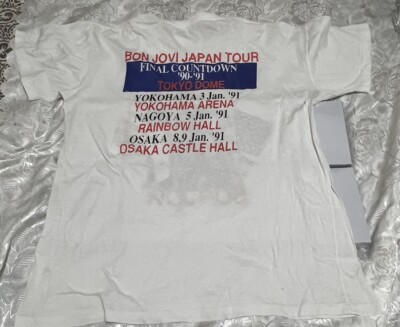 BON JOVI JAPAN TOUR
FINAL COUNTDOWN
'90-'91
TOKYO DOME
YOKOHAMA 3 Jan. '91
YOKOHAMA ARENA
NAGOYA 5 Jan. '91
RAINBOW HALL
OSAKA 8,9 Jan. '91
OSAKA CASTLE HALL